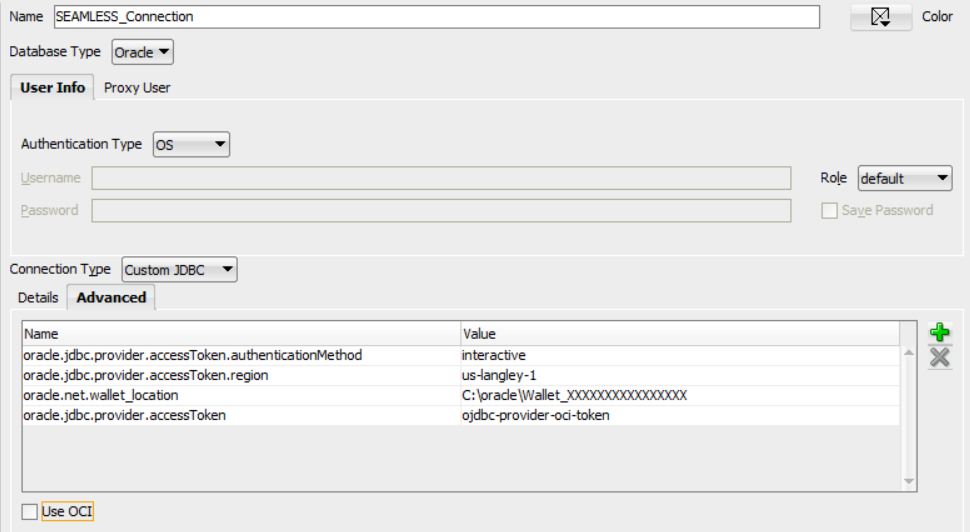 Name SEAMLESS_Connection Color
Database Type Oracle
User Info Proxy User
Authentication Type OS
Username Role default
Password Save Password
Connection Type Custom JDBC
Details Advanced
Name Value
oracle.jdbc.provider.accessToken.authenticationMethod interactive
oracle.jdbc.provider.accessToken.region us-langley-1
oracle.net.wallet_location C:\oracle\Wallet_XXXXXXXXXXXXXXXX
oracle.jdbc.provider.accessToken ojdbc-provider-oci-token
Use OCI